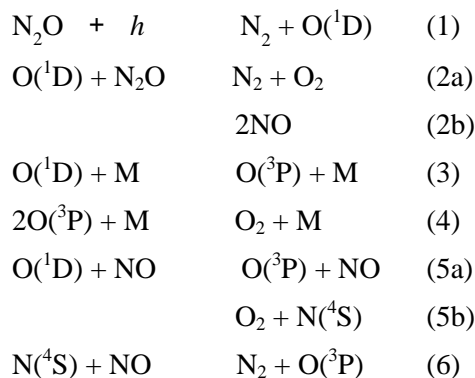 N₂O + h N₂ + O(¹D) (1)
O(¹D) + N₂O N₂ + O₂ (2a)
2NO (2b)
O(¹D) + M O(³P) + M (3)
2O(³P) + M O₂ + M (4)
O(¹D) + NO O(³P) + NO (5a)
O₂ + N(⁴S) (5b)
N(⁴S) + NO N₂ + O(³P) (6)